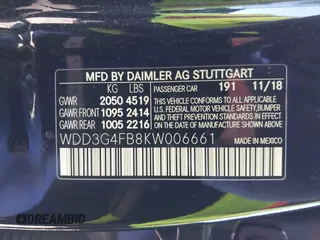 MFD BY DAIMLER AG STUTTGART
KG LBS PASSENGER CAR 191 11/18
GVWR 2050 4519 THIS VEHICLE CONFORMS TO ALL
GAWR FRONT 1095 2414 APPLICABLE U.S. FEDERAL MOTOR
GAWR REAR 1005 2216 VEHICLE SAFETY,BUMPER
AND THEFT PREVENTION STANDARDS
IN EFFECT ON THE DATE OF
MANUFACTURE SHOWN ABOVE.
WDD3G4FB8KW006661 MADE IN MEXICO
DREAMBID